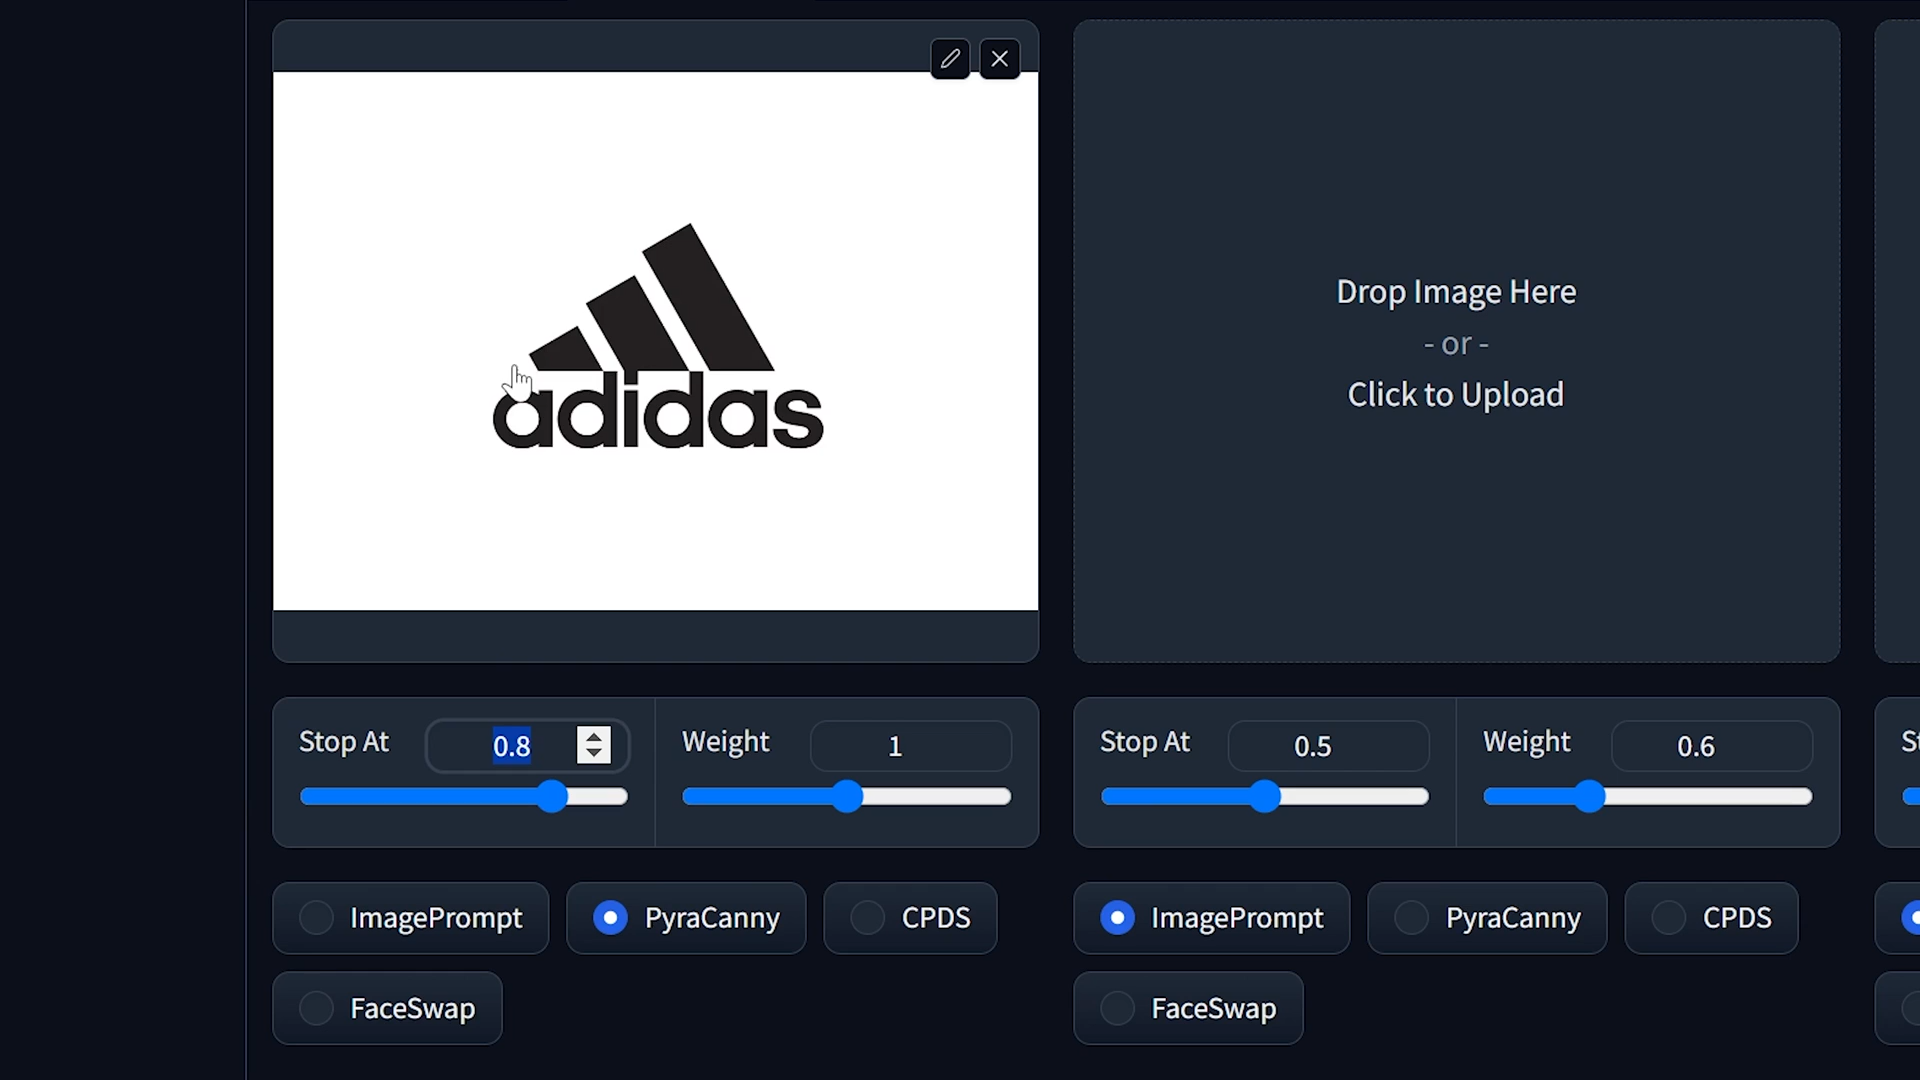 adidas
Drop Image Here
- or -
Click to Upload
Stop At 0.8 Weight 1
Stop At 0.5 Weight 0.6
ImagePrompt PyraCanny CPDS
FaceSwap
ImagePrompt PyraCanny CPDS
FaceSwap